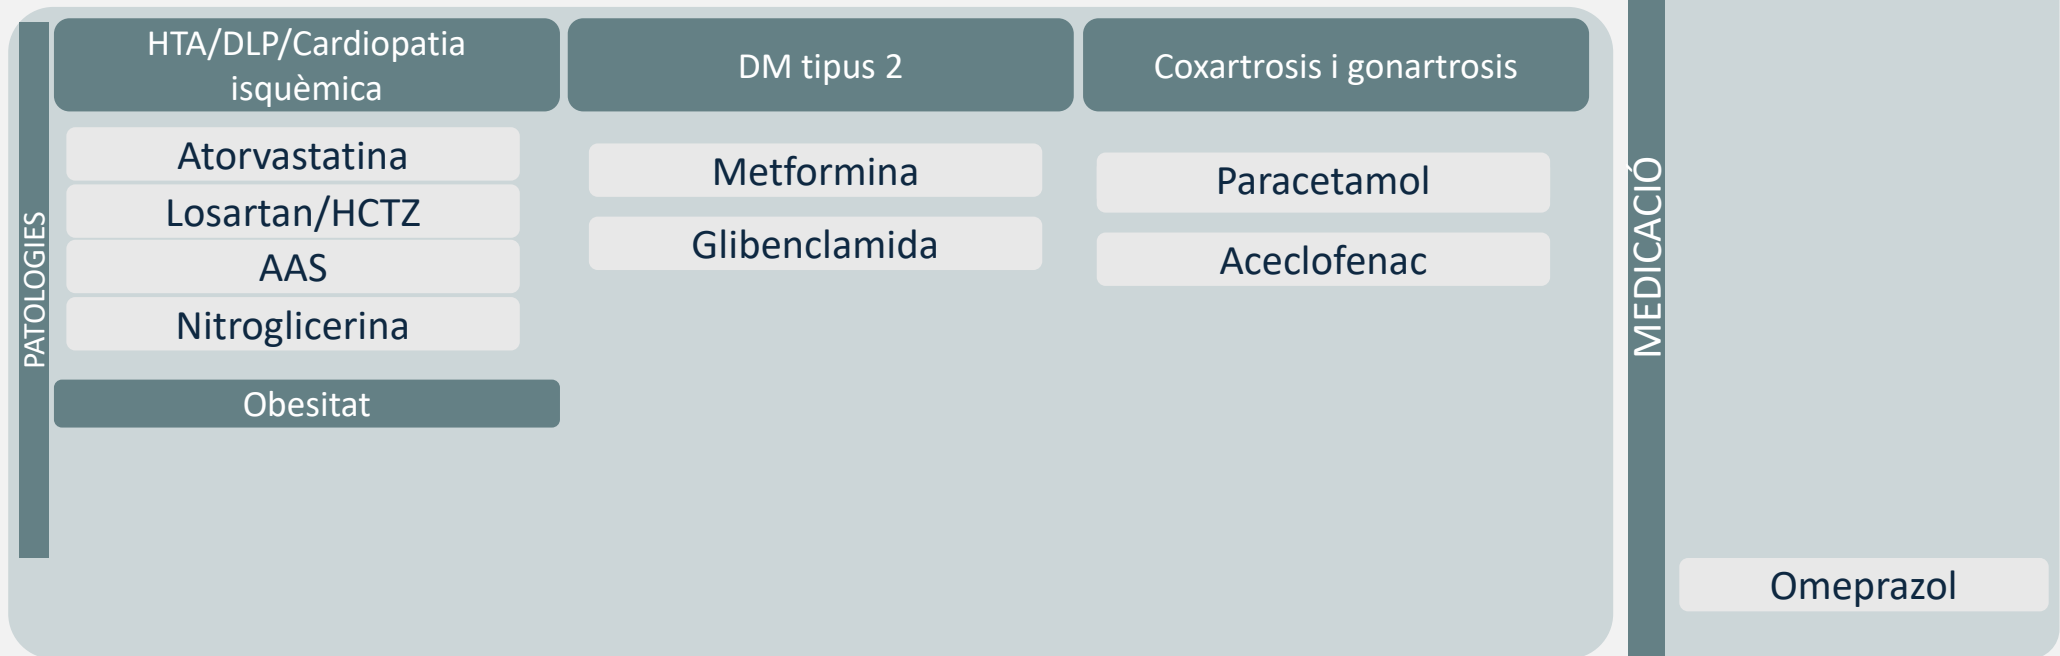 PATOLOGIES
HTA/DLP/Cardiopatia
isquèmica
Atorvastatina
Losartan/HCTZ
AAS
Nitroglicerina
Obesitat
DM tipus 2
Metformina
Glibenclamida
Coxartrosis i gonartrosis
Paracetamol
Aceclofenac
MEDICACIÓ
Omeprazol